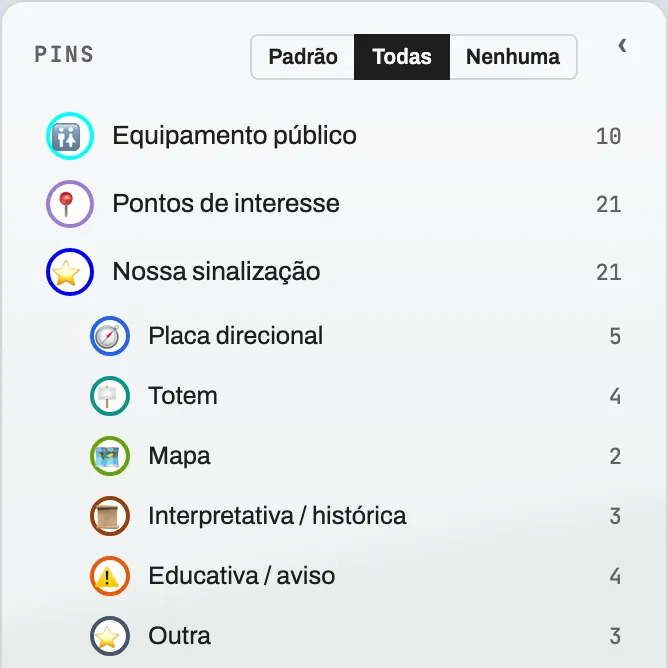 PINS
Padrão Todas Nenhuma ‹
Equipamento público 10
Pontos de interesse 21
Nossa sinalização 21
Placa direcional 5
Totem 4
Mapa 2
Interpretativa / histórica 3
Educativa / aviso 4
Outra 3